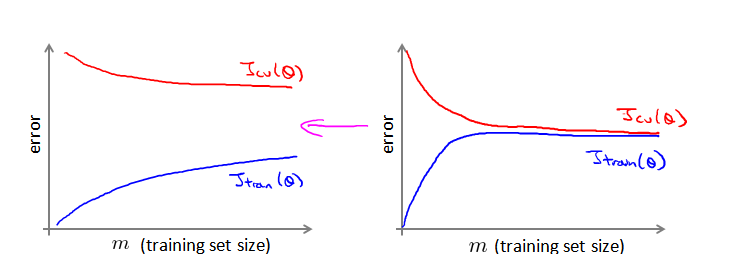 error
Jcv(θ)
Jtrain(θ)
m (training set size)
error
Jcv(θ)
Jtrain(θ)
m (training set size)